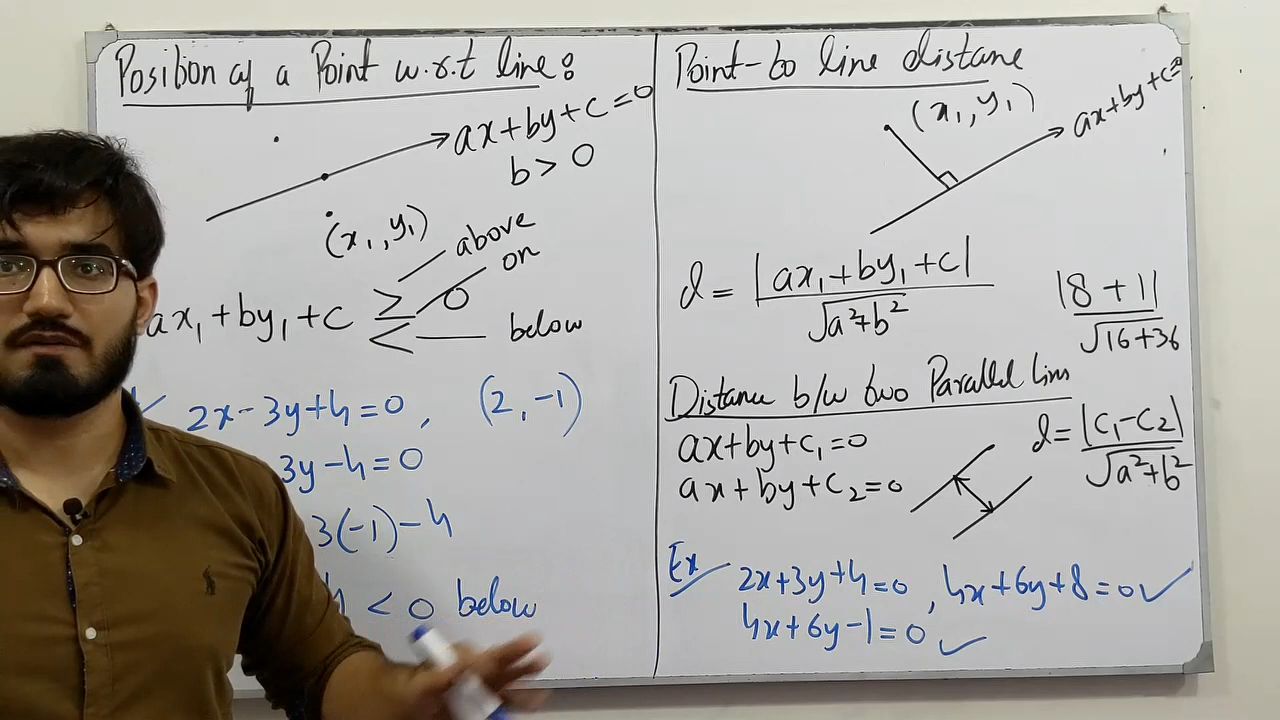 Position of a Point w.r.t line:
ax+by+c=0
b>0
(x₁,y₁)
above
on
ax₁+by₁+c ≥ 0
<
below
2x-3y+4=0, (2,-1)
3y-4=0
3(-1)-4
4<0 below
Point-to line distane
(x₁,y₁)
ax+by+c=
d = |ax₁+by₁+c|
√a²+b²
|8+1|
√16+36
Distance b/w two Parallel Lins
ax+by+c₁=0
ax+by+c₂=0
d=|c₁-c₂|
√a²+b²
Ex
2x+3y+4=0, 4x+6y+8=0✓
4x+6y-1=0 ✓